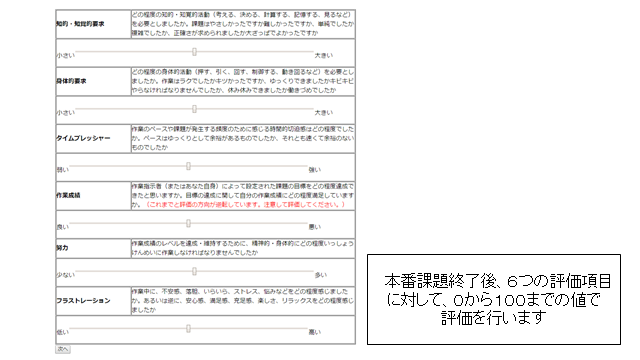 知的・知覚的要求
どの程度の知的・知覚的活動（考える、決める、計算する、記憶する、見るなど）
を必要としましたか。課題はやさしかったですか難しかったですか、単純でしたか
複雑でしたか、正確さが求められましたか大ざっぱでよかったですか
小さい
大きい
身体的要求
どの程度の身体的活動（押す、引く、回す、制御する、動き回るなど）を必要とし
ましたか。作業はラクでしたかキツかったですか、ゆっくりできましたかキビキビ
やらなければなりませんでしたか、休み休みできましたか働きづめでしたか
小さい
大きい
タイムプレッシャー
作業のペースや課題が発生する頻度のために感じる時間的切迫感はどの程度でした
か。ペースはゆっくりとして余裕があるものでしたか、それとも速くて余裕のない
ものでしたか
弱い
強い
作業成績
作業指示者（またはあなた自身）によって設定された課題の目標をどの程度達成で
きたと思いますか。目標の達成に関して自分の作業成績にどの程度満足しています
か。（これまでと評価の方向が逆転しています。注意して評価してください。）
良い
悪い
努力
作業成績のレベルを達成・維持するために、精神的・身体的にどの程度いっしょう
けんめいに作業しなければなりませんでしたか
少ない
多い
フラストレーション
作業中に、不安感、落胆、いらいら、ストレス、悩みなどをどの程度感じました
か。あるいは逆に、安心感、満足感、充足感、楽しさ、リラックスをどの程度感じ
ましたか
低い
高い
次へ
本番課題終了後、６つの評価項目
に対して、０から１００までの値で
評価を行います